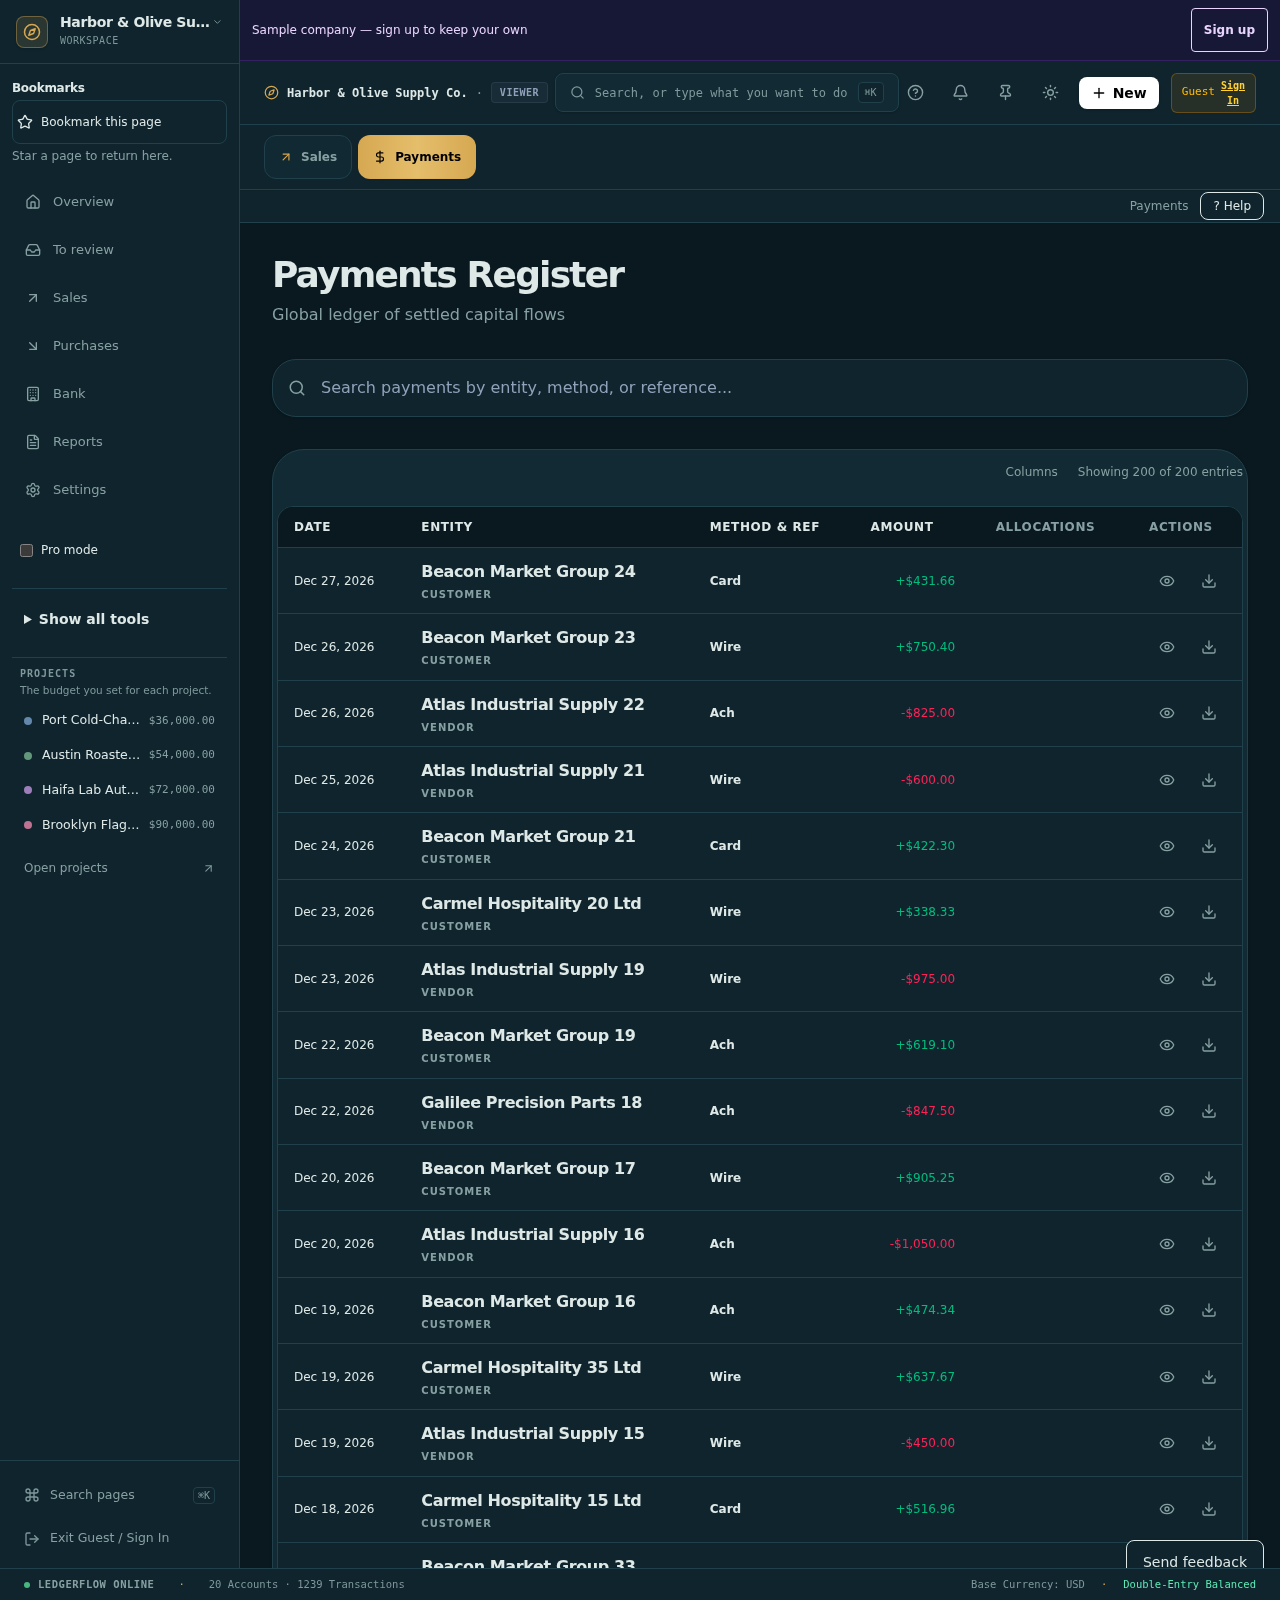 Harbor & Olive Su...
WORKSPACE
Bookmarks
Bookmark this page
Star a page to return here.
Overview
To review
Sales
Purchases
Bank
Reports
Settings
Pro mode
Show all tools
PROJECTS
The budget you set for each project.
Port Cold-Cha... $36,000.00
Austin Roaste... $54,000.00
Haifa Lab Aut... $72,000.00
Brooklyn Flag... $90,000.00
Open projects
Search pages ⌘K
Exit Guest / Sign In
Sample company — sign up to keep your own
Sign up
Harbor & Olive Supply Co. · VIEWER
Search, or type what you want to do ⌘K
+ New
Guest Sign In
Sales
Payments
Payments
? Help
Payments Register
Global ledger of settled capital flows
Search payments by entity, method, or reference...
Columns Showing 200 of 200 entries
DATE ENTITY METHOD & REF AMOUNT ALLOCATIONS ACTIONS
Dec 27, 2026 Beacon Market Group 24 CUSTOMER Card +$431.66
Dec 26, 2026 Beacon Market Group 23 CUSTOMER Wire +$750.40
Dec 26, 2026 Atlas Industrial Supply 22 VENDOR Ach -$825.00
Dec 25, 2026 Atlas Industrial Supply 21 VENDOR Wire -$600.00
Dec 24, 2026 Beacon Market Group 21 CUSTOMER Card +$422.30
Dec 23, 2026 Carmel Hospitality 20 Ltd CUSTOMER Wire +$338.33
Dec 23, 2026 Atlas Industrial Supply 19 VENDOR Wire -$975.00
Dec 22, 2026 Beacon Market Group 19 CUSTOMER Ach +$619.10
Dec 22, 2026 Galilee Precision Parts 18 VENDOR Ach -$847.50
Dec 20, 2026 Beacon Market Group 17 CUSTOMER Wire +$905.25
Dec 20, 2026 Atlas Industrial Supply 16 VENDOR Ach -$1,050.00
Dec 19, 2026 Beacon Market Group 16 CUSTOMER Ach +$474.34
Dec 19, 2026 Carmel Hospitality 35 Ltd CUSTOMER Wire +$637.67
Dec 19, 2026 Atlas Industrial Supply 15 VENDOR Wire -$450.00
Dec 18, 2026 Carmel Hospitality 15 Ltd CUSTOMER Card +$516.96
Beacon Market Group 33
Send feedback
LEDGERFLOW ONLINE · 20 Accounts · 1239 Transactions
Base Currency: USD · Double-Entry Balanced